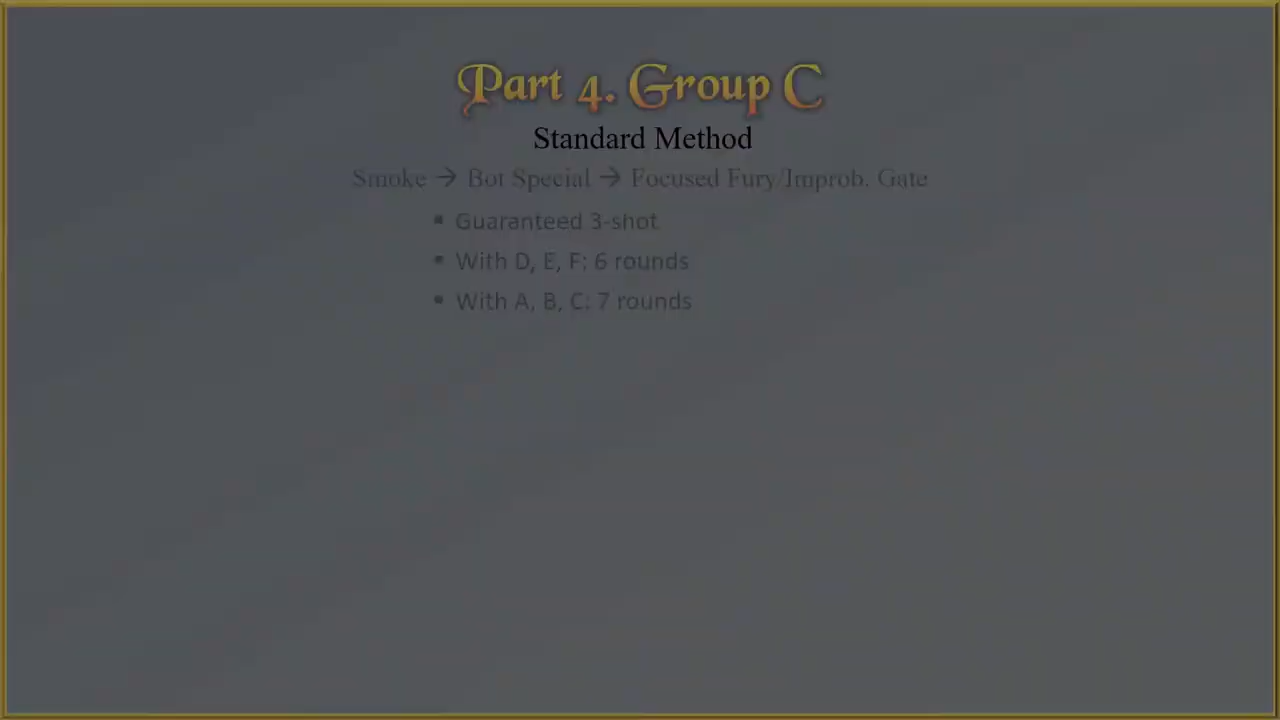 Part 4. Group C
Standard Method
Smoke → Bot Special → Focused Fury/Improb. Gate
▪ Guaranteed 3-shot
▪ With D, E, F: 6 rounds
▪ With A, B, C: 7 rounds